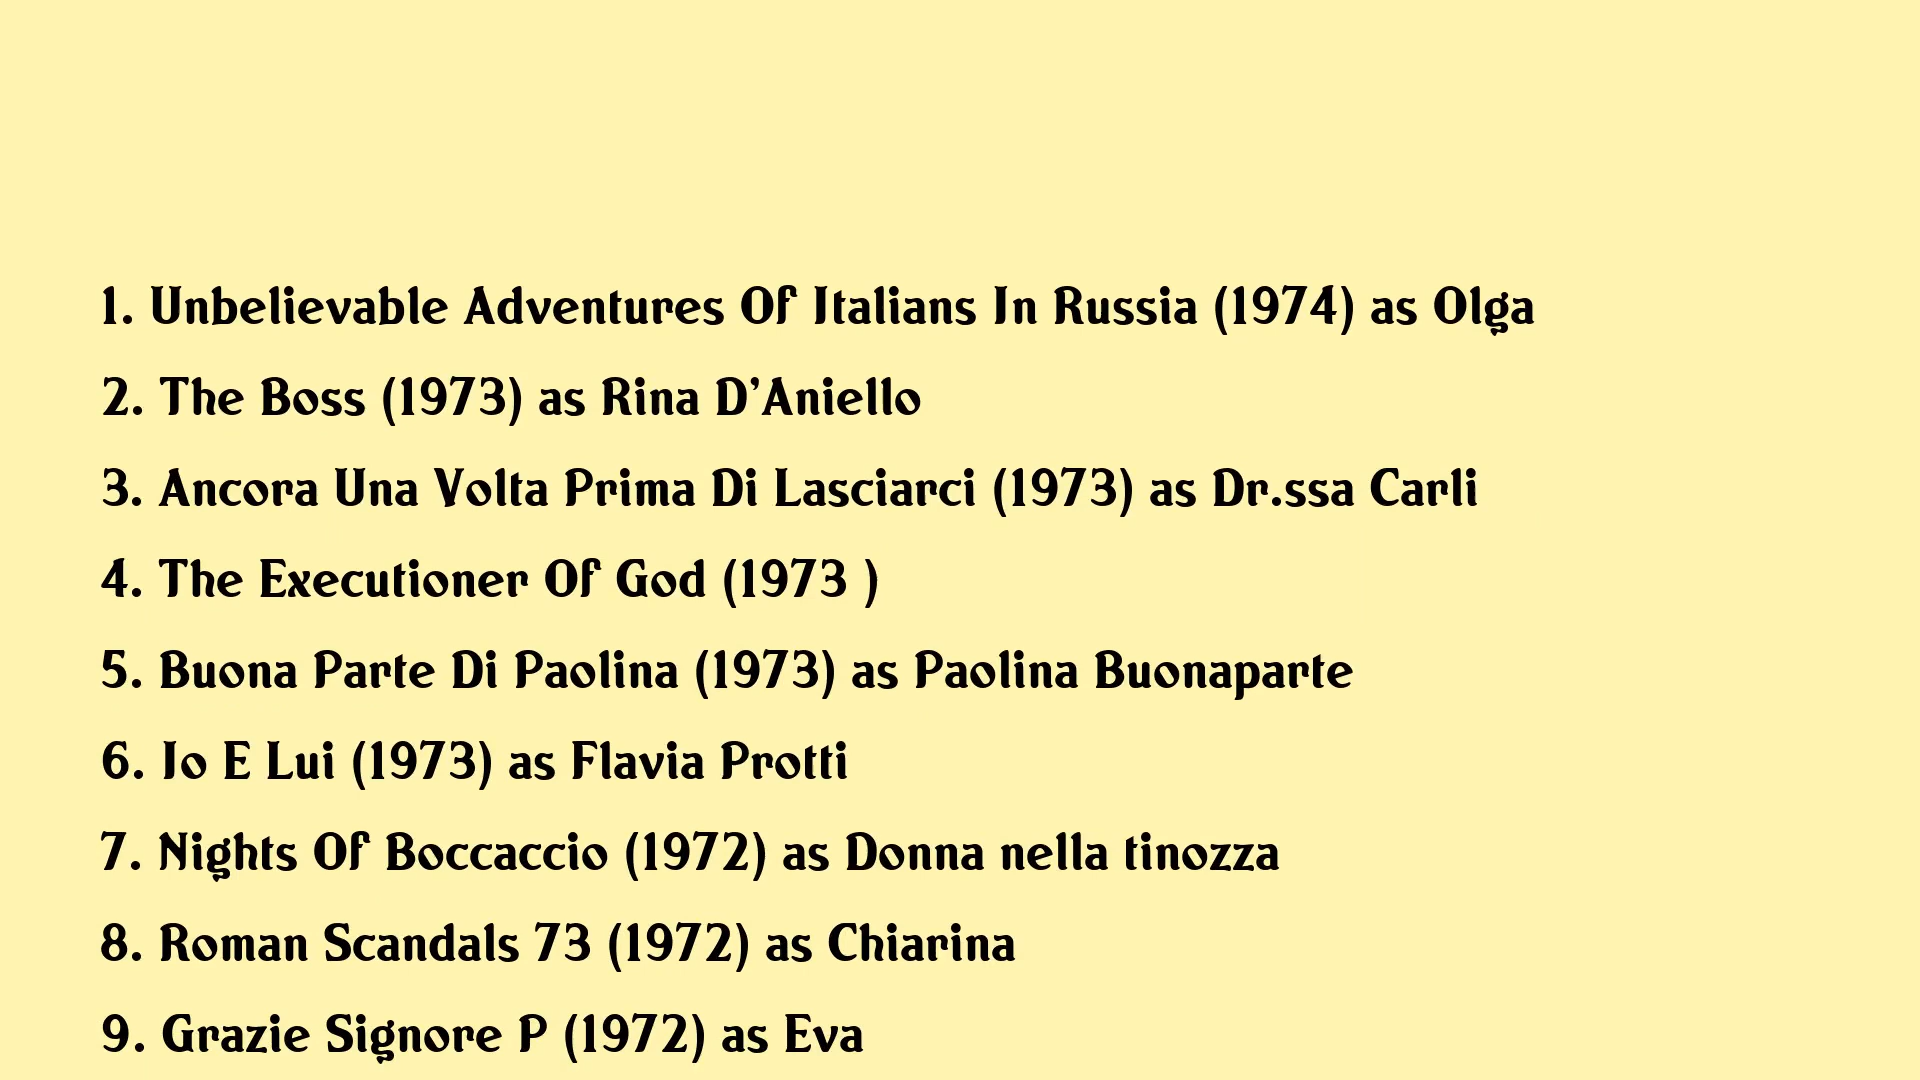 1. Unbelievable Adventures Of Italians In Russia (1974) as Olga
2. The Boss (1973) as Rina D'Aniello
3. Ancora Una Volta Prima Di Lasciarci (1973) as Dr.ssa Carli
4. The Executioner Of God (1973 )
5. Buona Parte Di Paolina (1973) as Paolina Buonaparte
6. Io E Lui (1973) as Flavia Protti
7. Nights Of Boccaccio (1972) as Donna nella tinozza
8. Roman Scandals 73 (1972) as Chiarina
9. Grazie Signore P (1972) as Eva